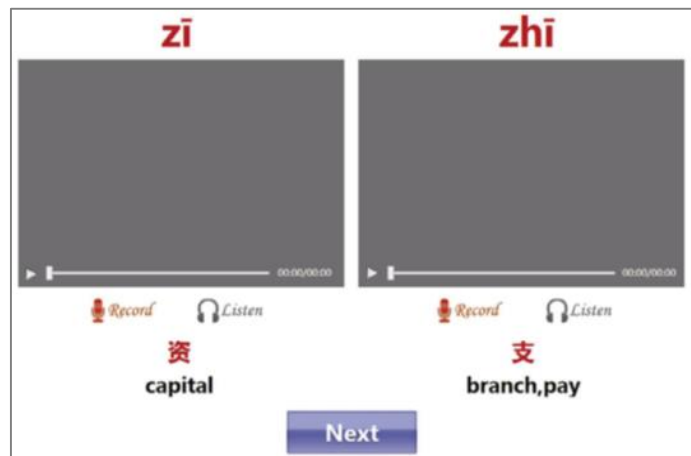 zī
zhī
00:00/00:00
00:00/00:00
Record
Listen
Record
Listen
资
支
capital
branch,pay
Next